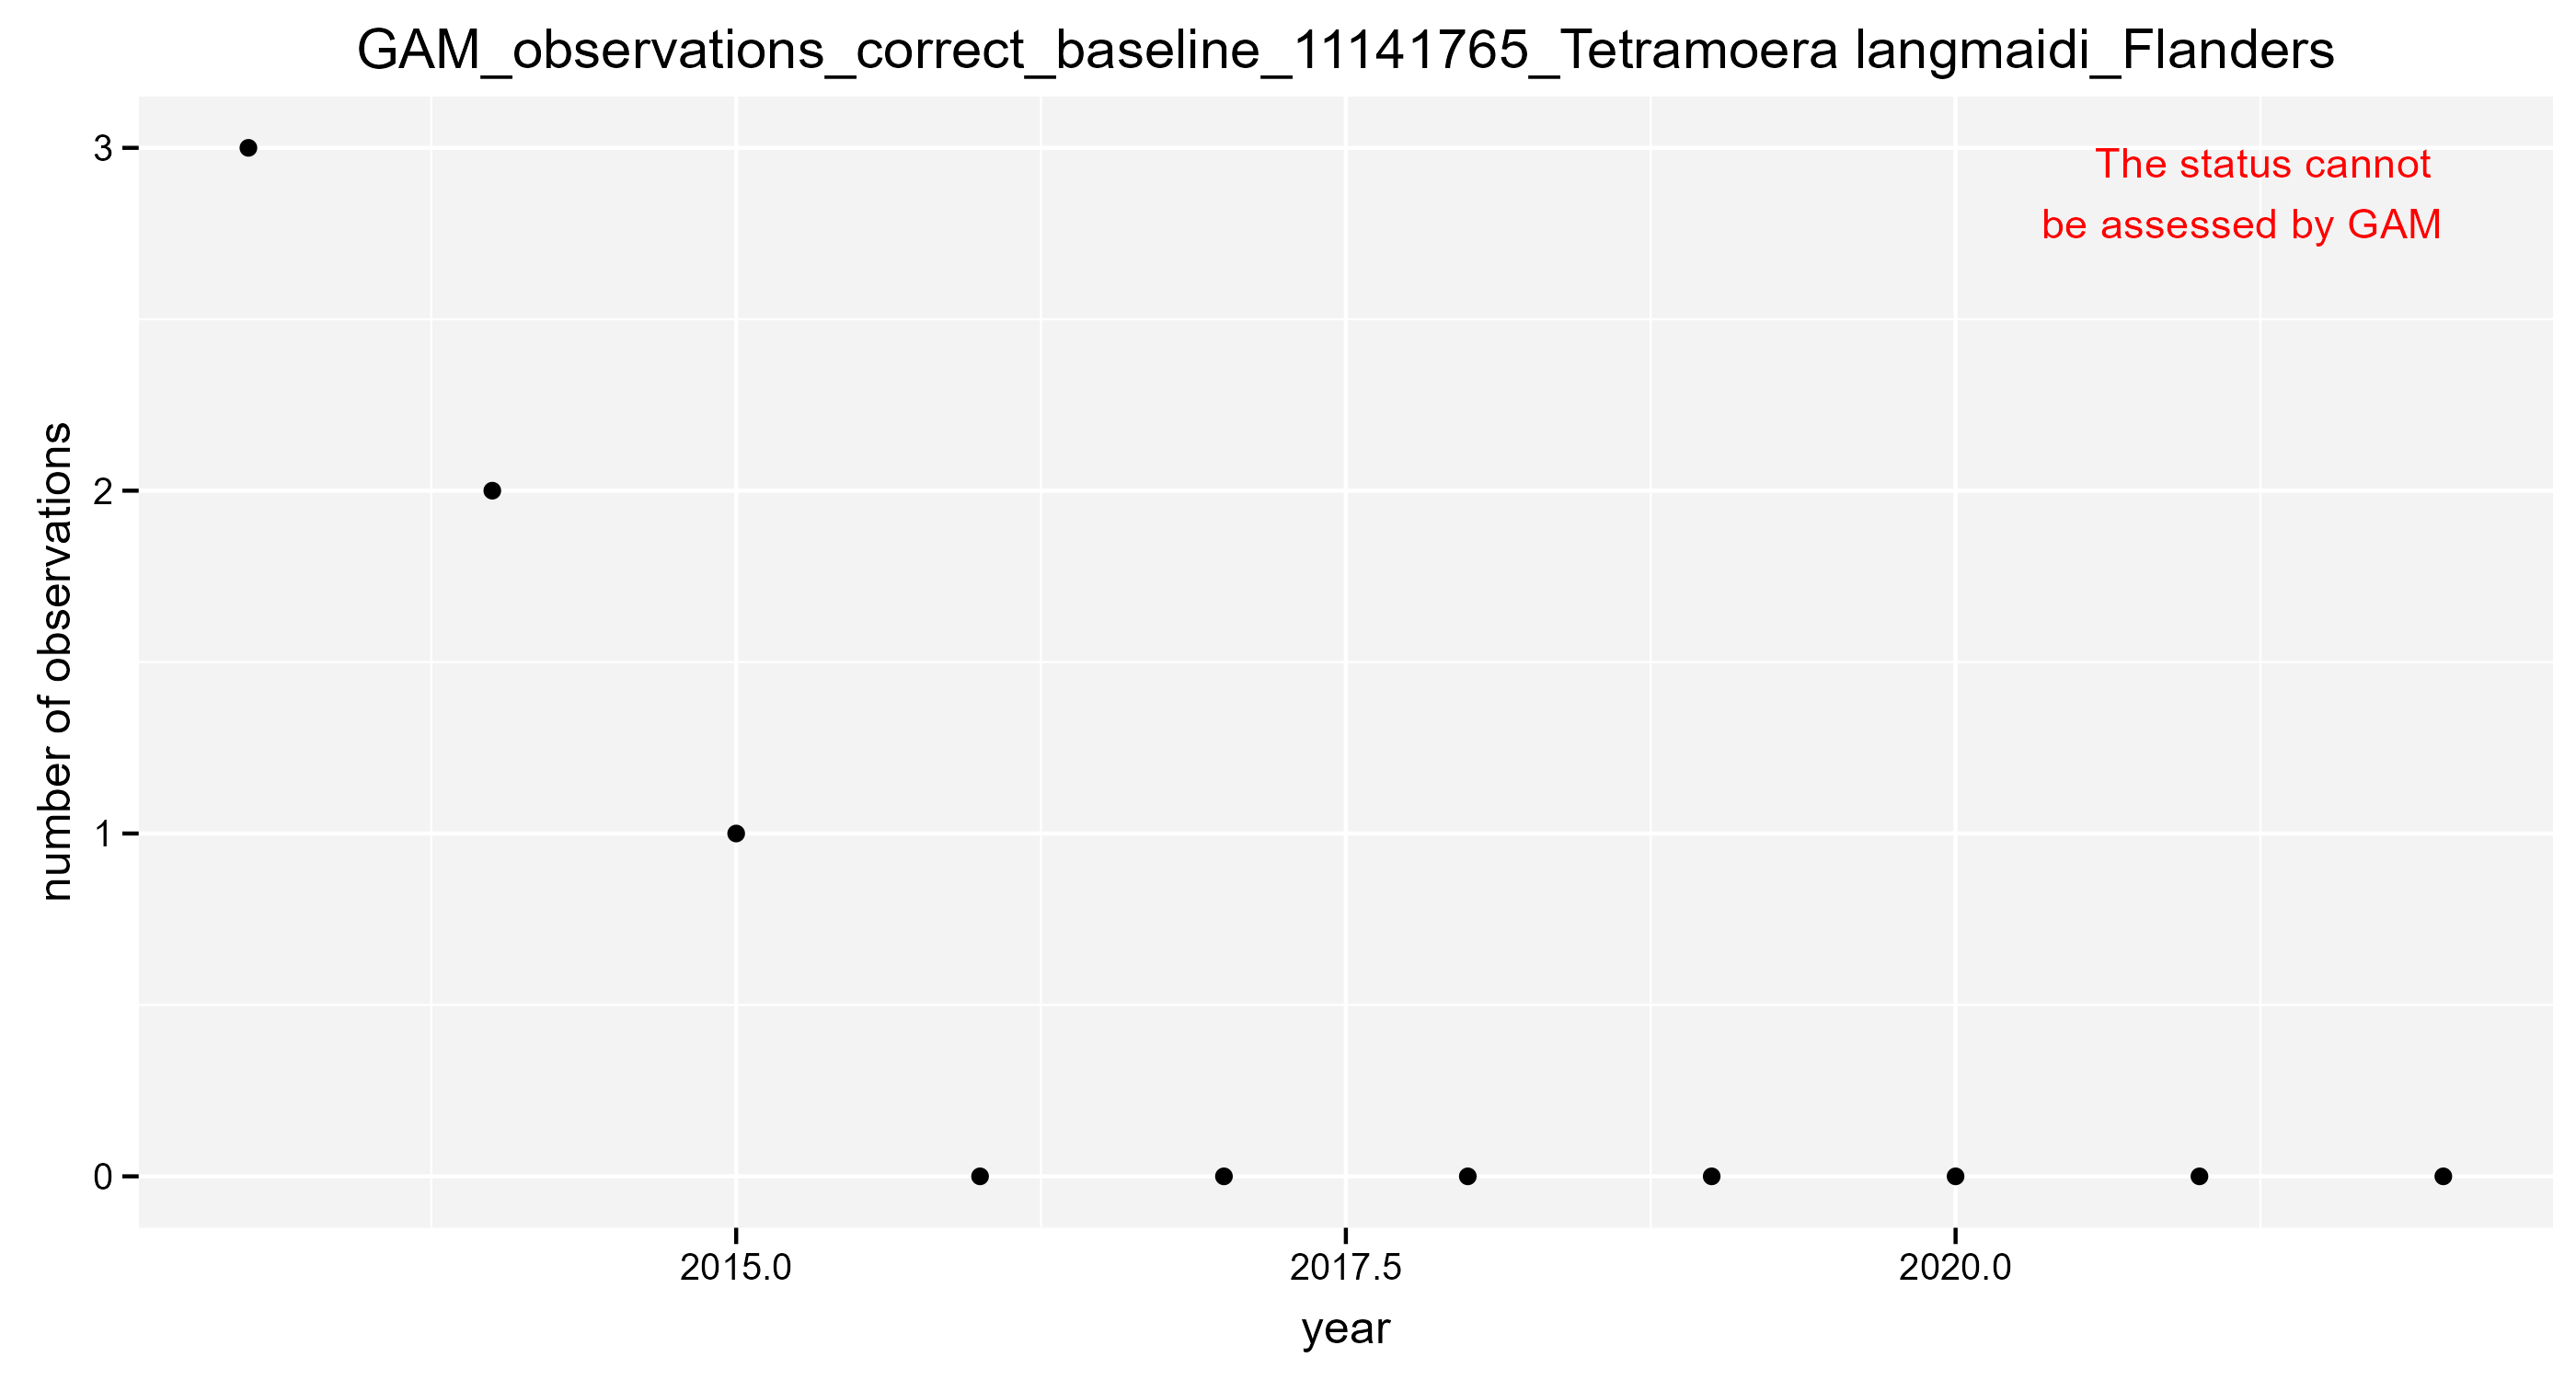 GAM_observations_correct_baseline_11141765_Tetramoera langmaidi_Flanders
The status cannot
be assessed by GAM
number of observations
3
2
1
0
2015.0
2017.5
2020.0
year